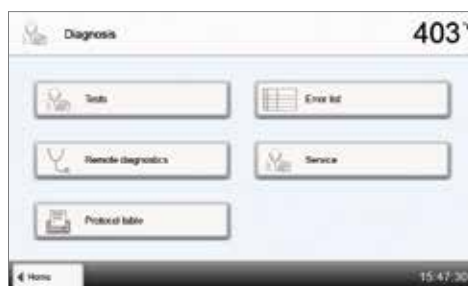 Diagnosis
403
Tests
Error list
Remote diagnostics
Service
Protocol table
Home
15:47:30